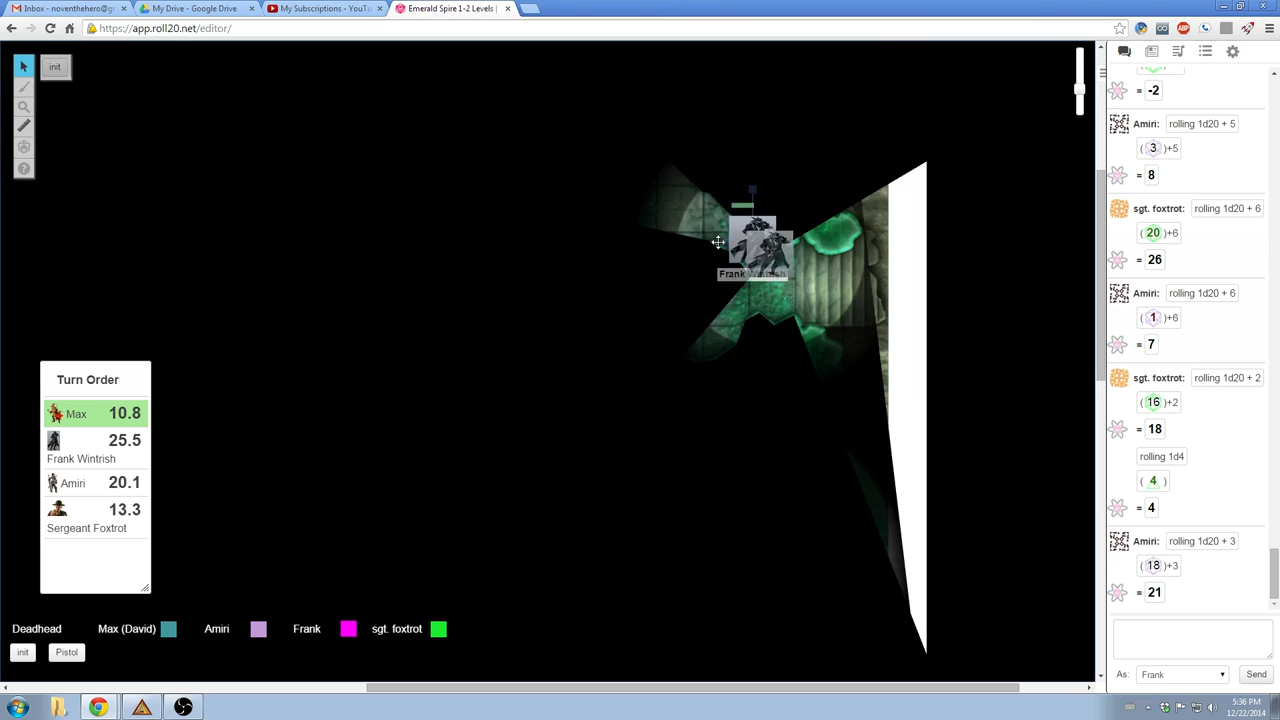 Inbox - noventhehero@g
My Drive - Google Drive
My Subscriptions - YouTu
Emerald Spire 1-2 Levels |
https://app.roll20.net/editor/
init
= -2
Amiri: rolling 1d20 + 5
( 3 )+5
= 8
sgt. foxtrot: rolling 1d20 + 6
( 20 )+6
= 26
Amiri: rolling 1d20 + 6
( 1 )+6
= 7
sgt. foxtrot: rolling 1d20 + 2
( 16 )+2
= 18
rolling 1d4
( 4 )
= 4
Amiri: rolling 1d20 + 3
( 18 )+3
= 21
As: Frank
Send
Frank Wintrish
Turn Order
Max 10.8
25.5
Frank Wintrish
Amiri 20.1
13.3
Sergeant Foxtrot
Deadhead Max (David) Amiri Frank sgt. foxtrot
init Pistol
5:36 PM
12/22/2014